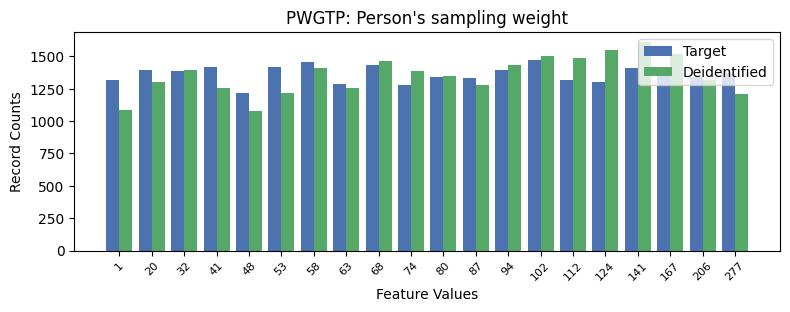 PWGTP: Person's sampling weight
Record Counts
1500
1250
1000
750
500
250
0
Target
Deidentified
1 20 32 41 48 53 58 63 68 74 80 87 94 102 112 124 141 167 206 277
Feature Values